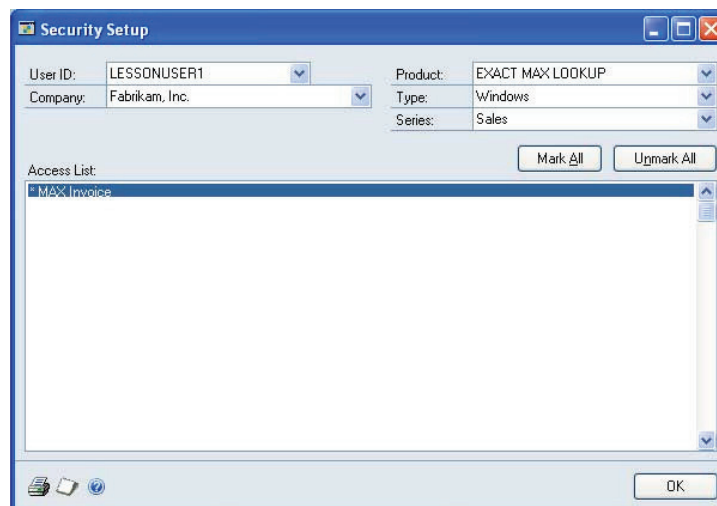 Security Setup
User ID: LESSONUSER1 Product: EXACT MAX LOOKUP
Company: Fabrikam, Inc. Type: Windows
Series: Sales
Mark All Unmark All
Access List:
* MAX Invoice
OK